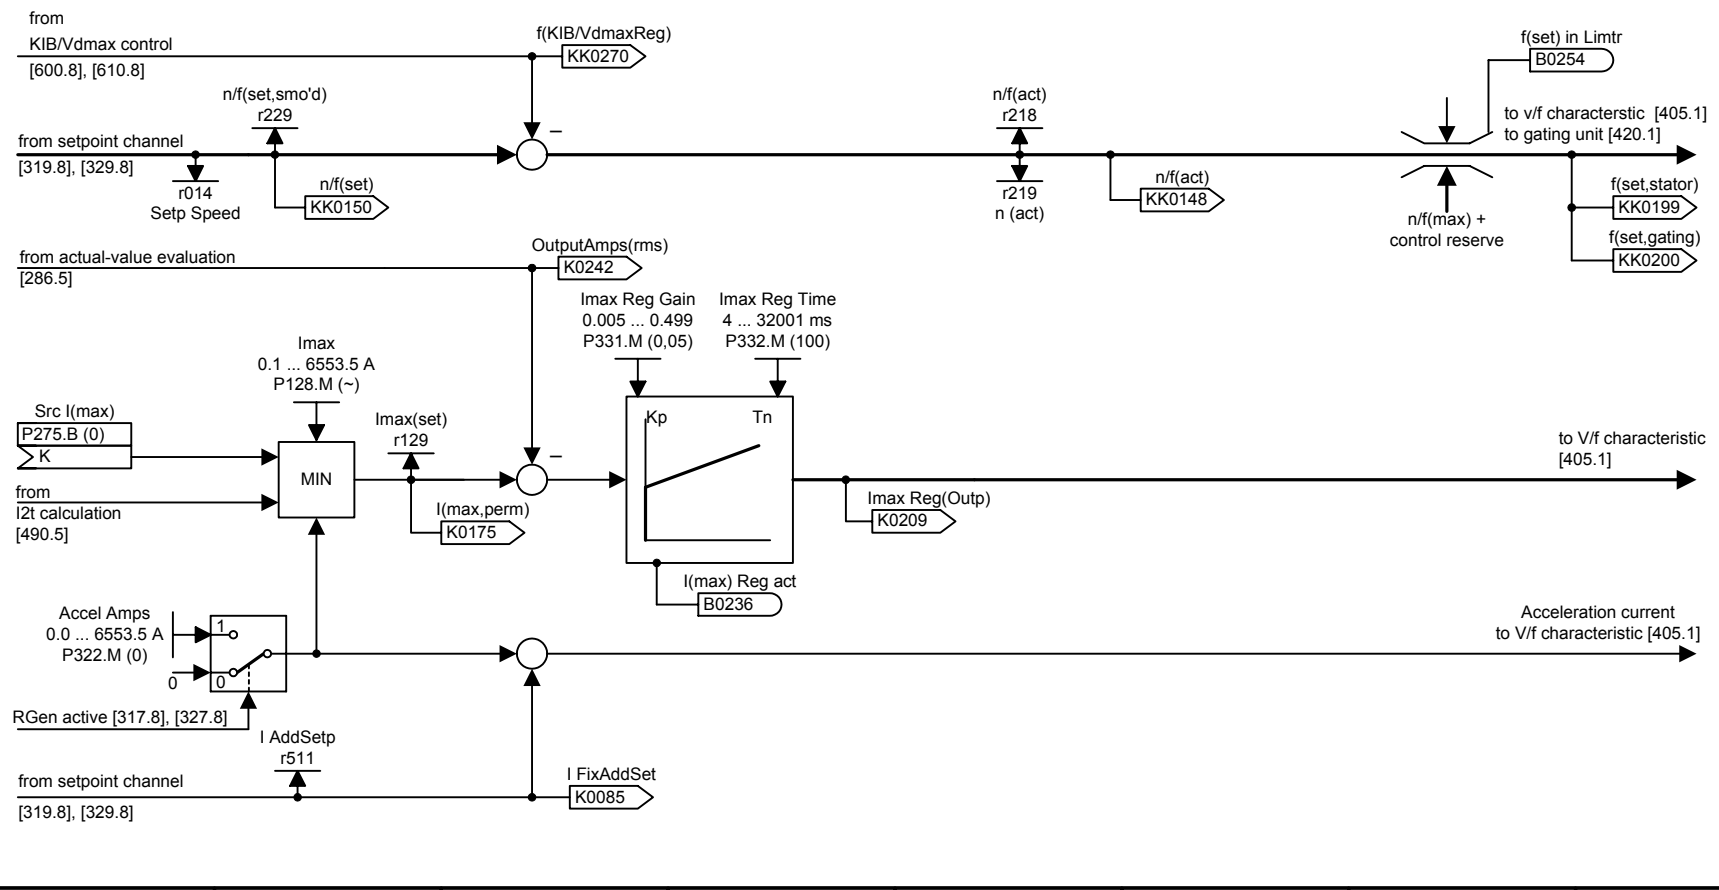 from
KIB/Vdmax control
[600.8], [610.8]
f(KIB/VdmaxReg)
KK0270
n/f(set,smo'd)
r229
from setpoint channel
[319.8], [329.8]
r014
Setp Speed
n/f(set)
KK0150
–
n/f(act)
r218
r219
n (act)
n/f(act)
KK0148
f(set) in Limtr
B0254
to v/f characterstic [405.1]
to gating unit [420.1]
n/f(max) +
control reserve
f(set,stator)
KK0199
f(set,gating)
KK0200
from actual-value evaluation
[286.5]
OutputAmps(rms)
K0242
Imax Reg Gain
0.005 ... 0.499
P331.M (0,05)
Imax Reg Time
4 ... 32001 ms
P332.M (100)
Imax
0.1 ... 6553.5 A
P128.M (~)
Src I(max)
P275.B (0)
K
from
I2t calculation
[490.5]
MIN
Imax(set)
r129
I(max,perm)
K0175
–
Kp
Tn
I(max) Reg act
B0236
Imax Reg(Outp)
K0209
to V/f characteristic
[405.1]
Accel Amps
0.0 ... 6553.5 A
P322.M (0)
1
0
0
RGen active [317.8], [327.8]
Acceleration current
to V/f characteristic [405.1]
I AddSetp
r511
from setpoint channel
[319.8], [329.8]
I FixAddSet
K0085